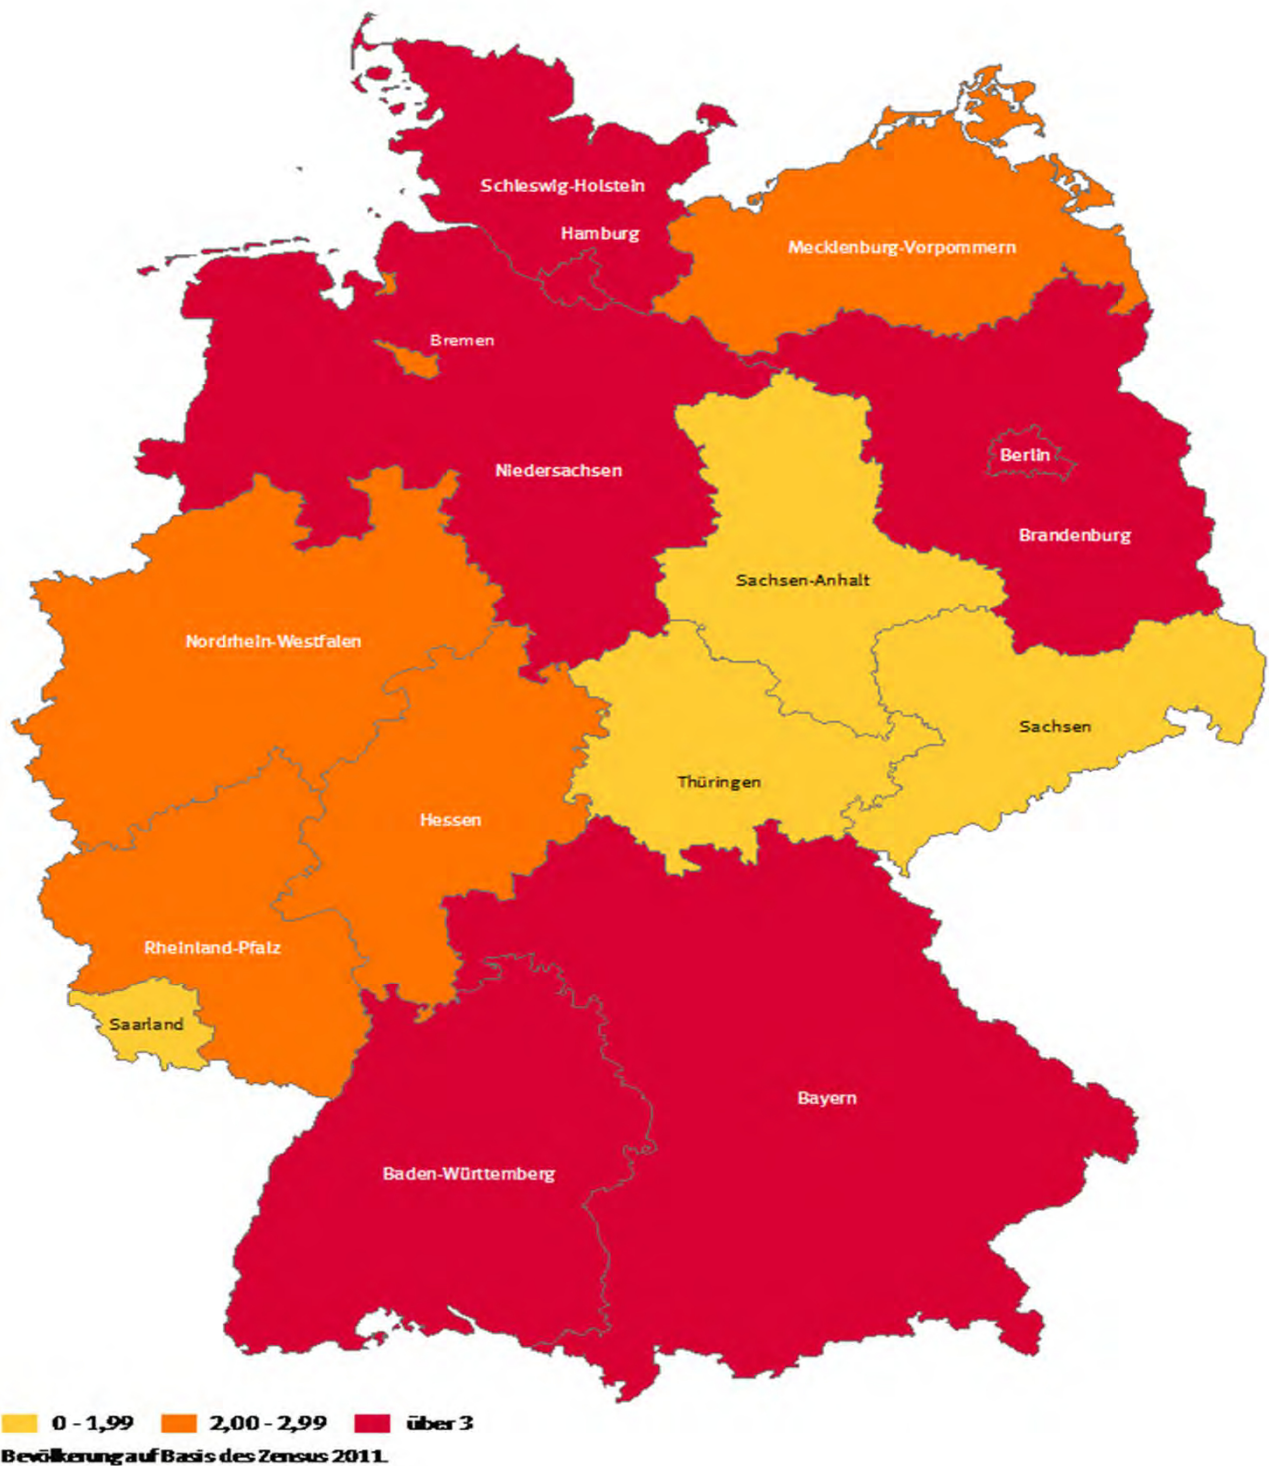 Schleswig-Holstein
Hamburg
Mecklenburg-Vorpommern
Bremen
Berlin
Niedersachsen
Brandenburg
Sachsen-Anhalt
Nordrhein-Westfalen
Sachsen
Thüringen
Hessen
Rheinland-Pfalz
Saarland
Bayern
Baden-Württemberg
0 - 1,99 2,00 - 2,99 über 3
Bevölkerung auf Basis des Zensus 2011.